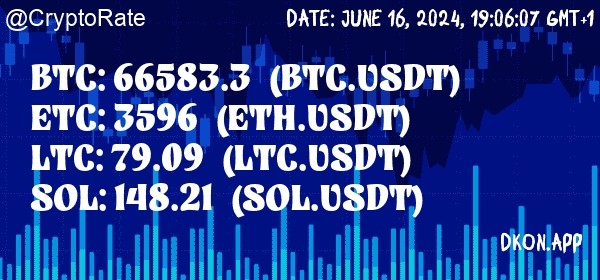 @CryptoRate
DATE: JUNE 16, 2024, 19:06:07 GMT+1
BTC: 66583.3 (BTC.USDT)
ETC: 3596 (ETH.USDT)
LTC: 79.09 (LTC.USDT)
SOL: 148.21 (SOL.USDT)
DKON.APP